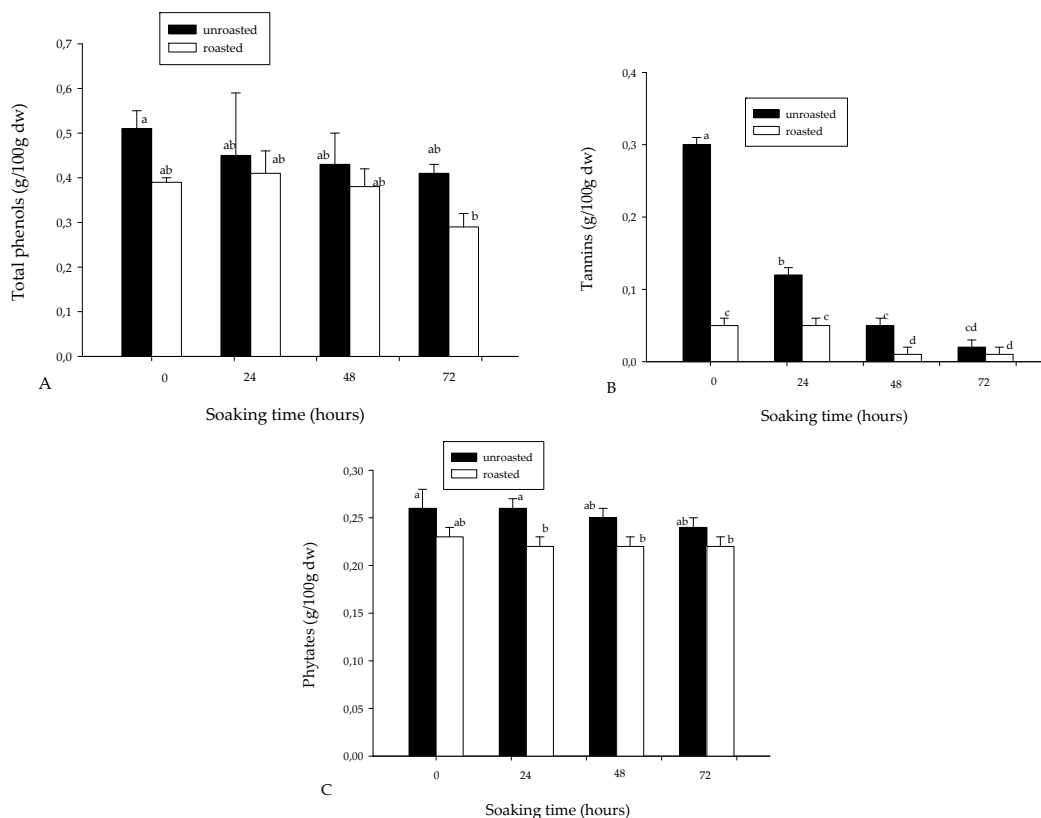 unroasted
roasted
Total phenols (g/100g dw)
0,7
0,6
0,5
0,4
0,3
0,2
0,1
0,0
a
ab
ab
ab
ab
ab
ab
b
0
24
48
72
A
Soaking time (hours)
unroasted
roasted
Tannins (g/100g dw)
0,4
0,3
0,2
0,1
0,0
a
c
b
c
c
d
cd
d
0
24
48
72
B
Soaking time (hours)
unroasted
roasted
Phytates (g/100g dw)
0,30
0,25
0,20
0,15
0,10
0,05
0,00
a
ab
a
b
ab
b
ab
b
0
24
48
72
C
Soaking time (hours)